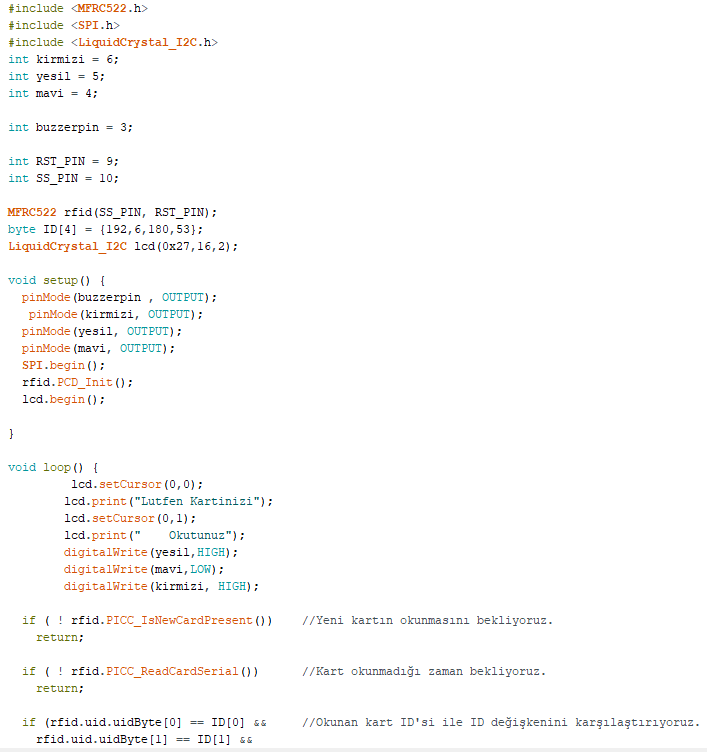 #include <MFRC522.h>
#include <SPI.h>
#include <LiquidCrystal_I2C.h>
int kirmizi = 6;
int yesil = 5;
int mavi = 4;

int buzzerpin = 3;

int RST_PIN = 9;
int SS_PIN = 10;

MFRC522 rfid(SS_PIN, RST_PIN);
byte ID[4] = {192,6,180,53};
LiquidCrystal_I2C lcd(0x27,16,2);

void setup() {
  pinMode(buzzerpin , OUTPUT);
   pinMode(kirmizi, OUTPUT);
  pinMode(yesil, OUTPUT);
  pinMode(mavi, OUTPUT);
  SPI.begin();
  rfid.PCD_Init();
  lcd.begin();

}

void loop() {
         lcd.setCursor(0,0);
        lcd.print("Lutfen Kartinizi");
        lcd.setCursor(0,1);
        lcd.print("    Okutunuz");
        digitalWrite(yesil,HIGH);
        digitalWrite(mavi,LOW);
        digitalWrite(kirmizi, HIGH);

  if ( ! rfid.PICC_IsNewCardPresent())    //Yeni kartın okunmasını bekliyoruz.
    return;

  if ( ! rfid.PICC_ReadCardSerial())      //Kart okunmadığı zaman bekliyoruz.
    return;

  if (rfid.uid.uidByte[0] == ID[0] &&     //Okunan kart ID'si ile ID değişkenini karşılaştırıyoruz.
    rfid.uid.uidByte[1] == ID[1] &&